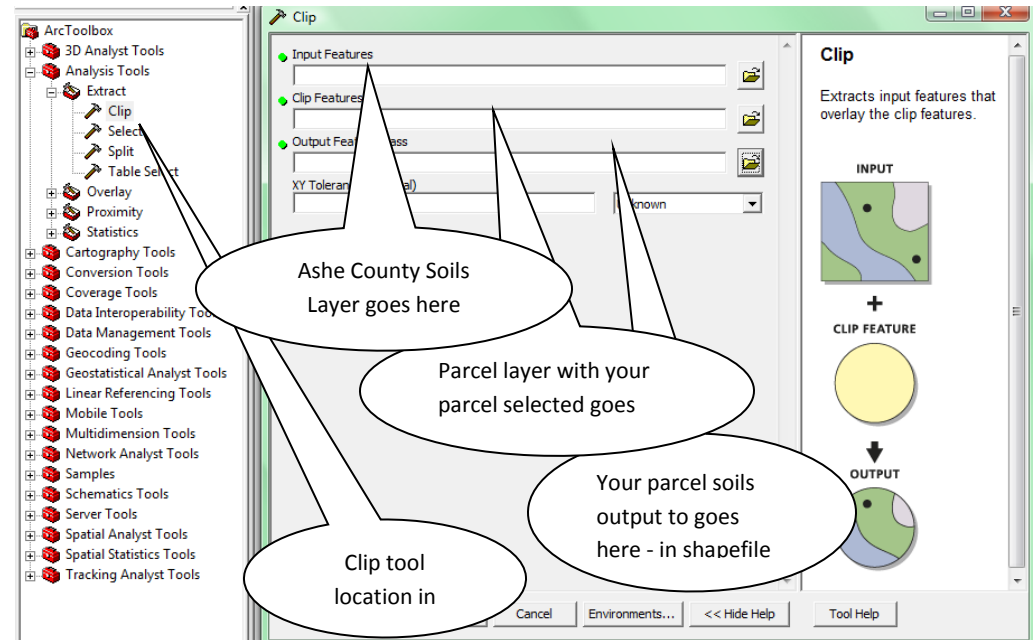 ArcToolbox
3D Analyst Tools
Analysis Tools
Extract
Clip
Select
Split
Table Select
Overlay
Proximity
Statistics
Cartography Tools
Conversion Tools
Coverage Tools
Data Interoperability Too
Data Management Tools
Geocoding Tools
Geostatistical Analyst Tools
Linear Referencing Tools
Mobile Tools
Multidimension Tools
Network Analyst Tools
Samples
Schematics Tools
Server Tools
Spatial Analyst Tools
Spatial Statistics Tools
Tracking Analyst Tools
Clip
Input Features
Clip Features
Output Feat ass
XY Toleran al)
known
Ashe County Soils
Layer goes here
Parcel layer with your
parcel selected goes
Your parcel soils
output to goes
here - in shapefile
Clip tool
location in
Cancel
Environments...
<< Hide Help
Tool Help
Clip
Extracts input features that
overlay the clip features.
INPUT
+
CLIP FEATURE
OUTPUT